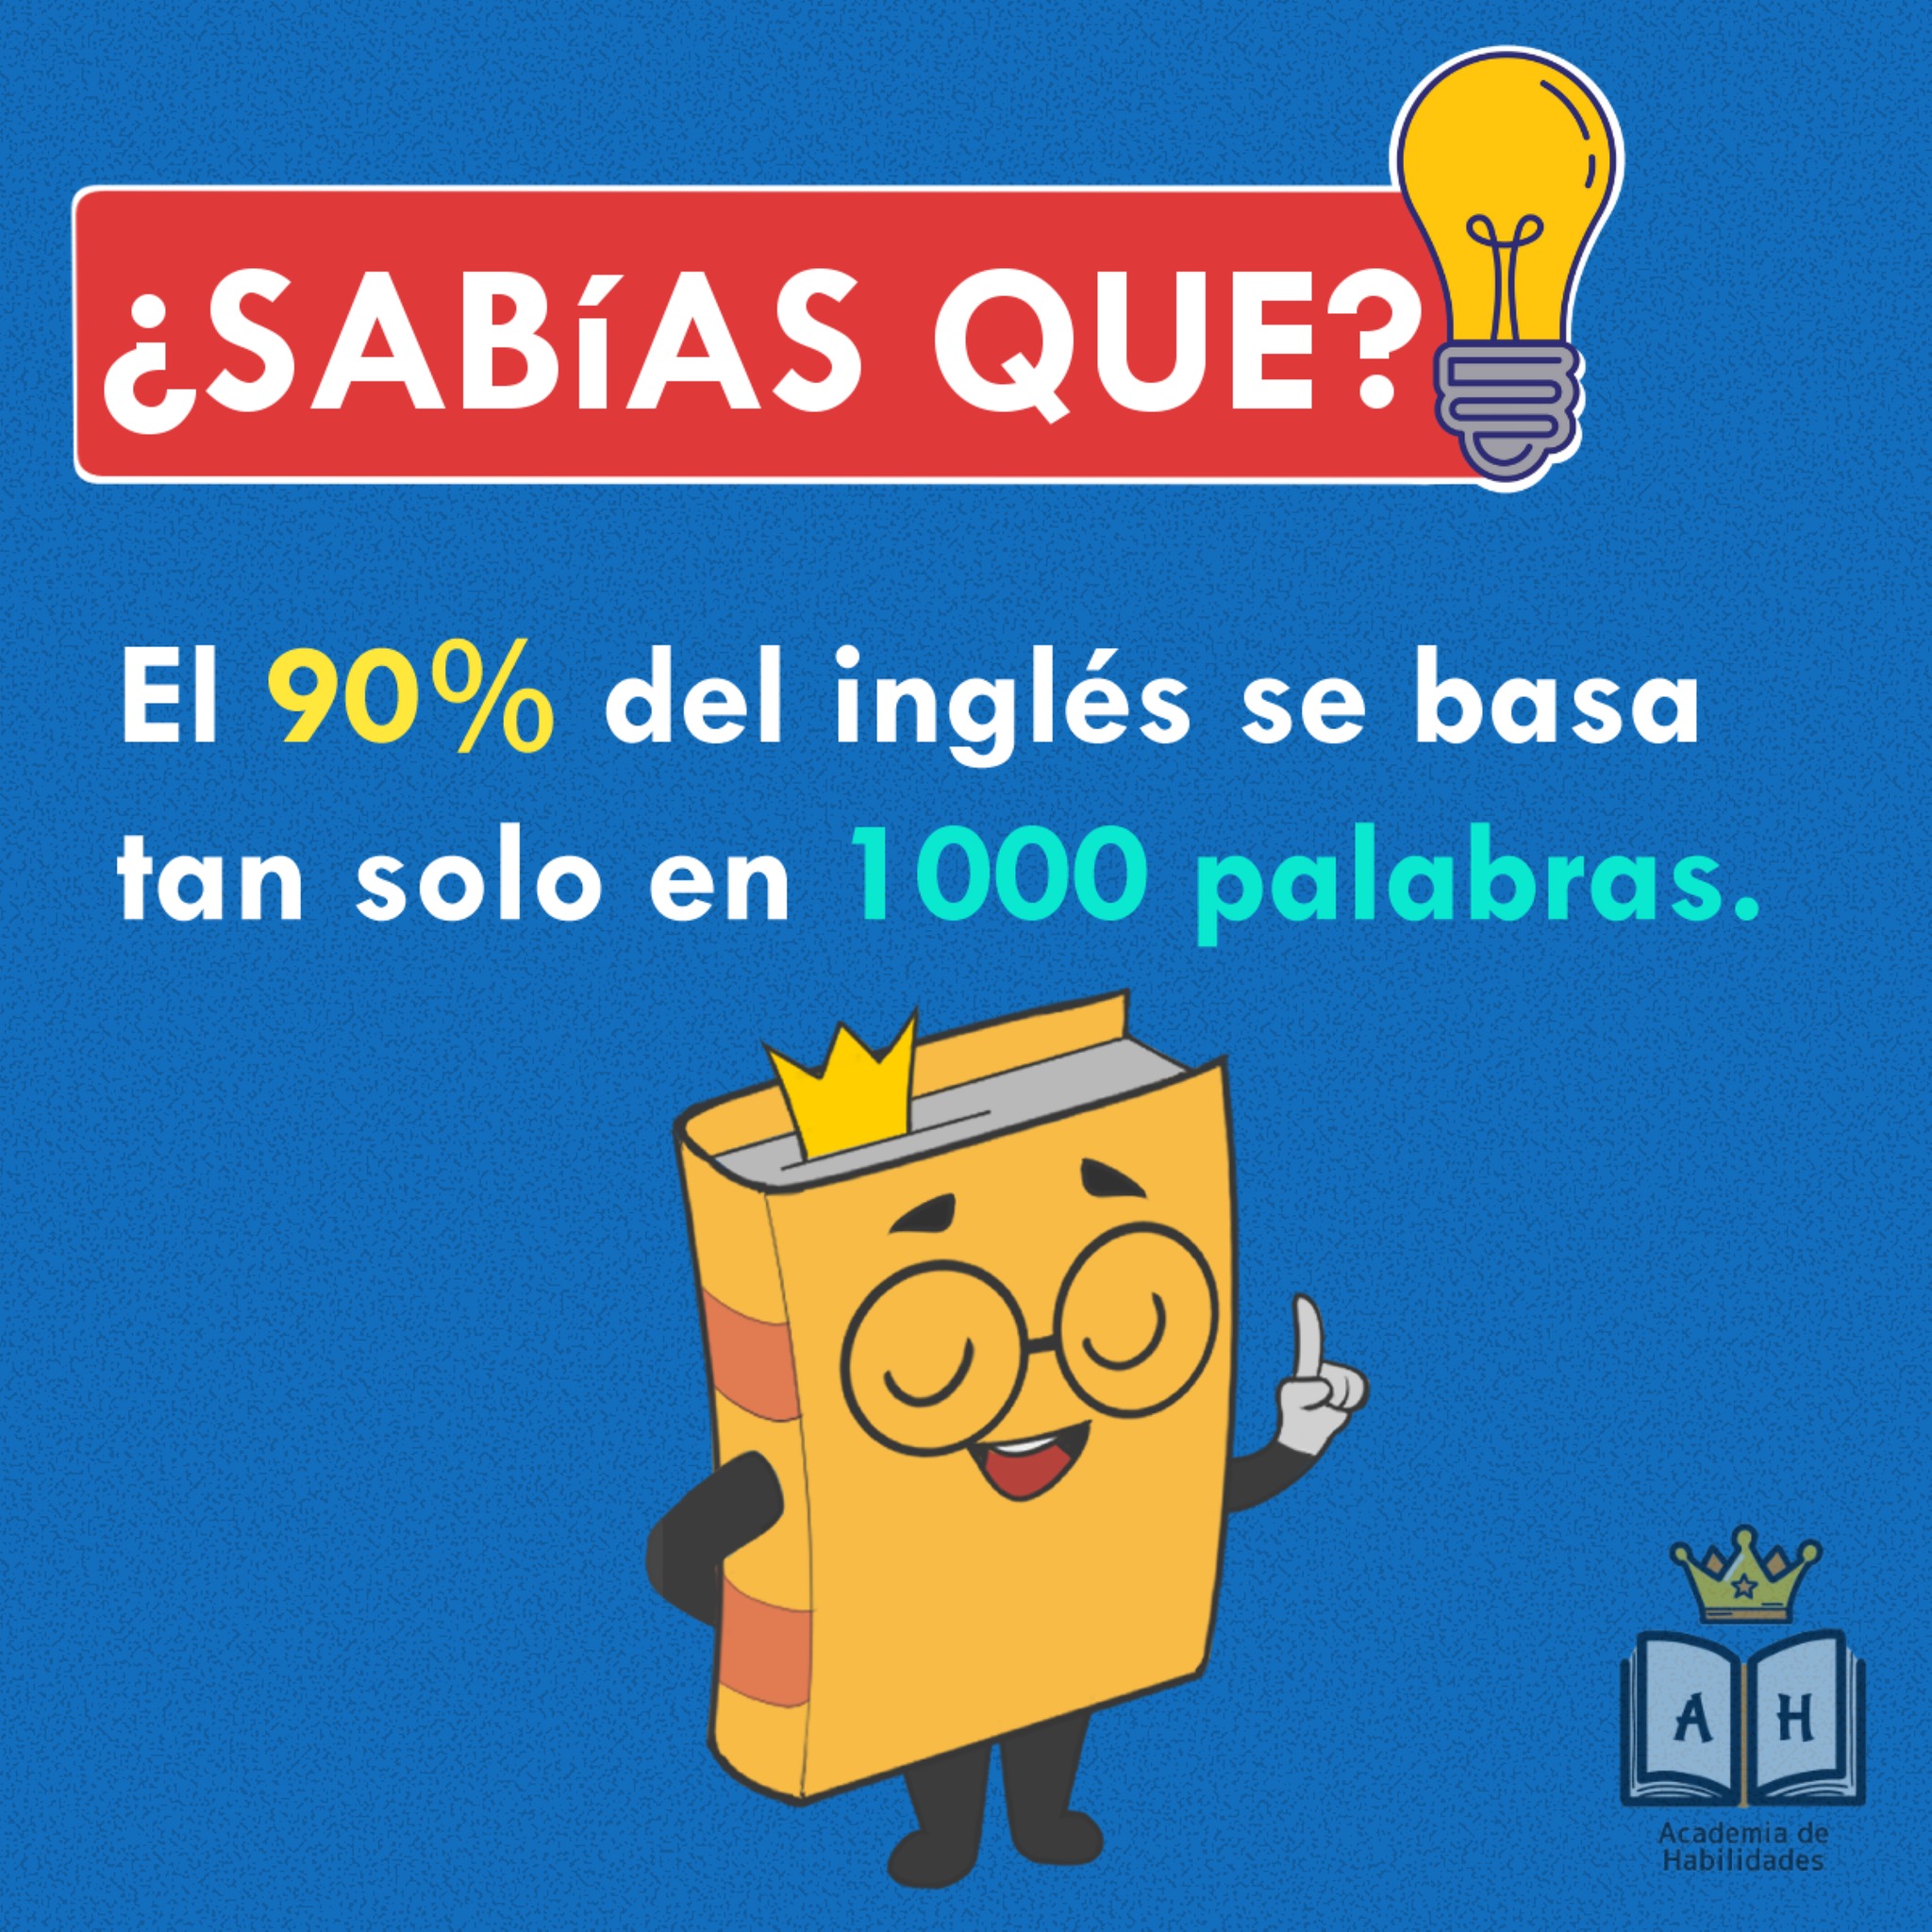 ¿SABíAS QUE?
El 90% del inglés se basa
tan solo en 1000 palabras.
A H
Academia de
Habilidades